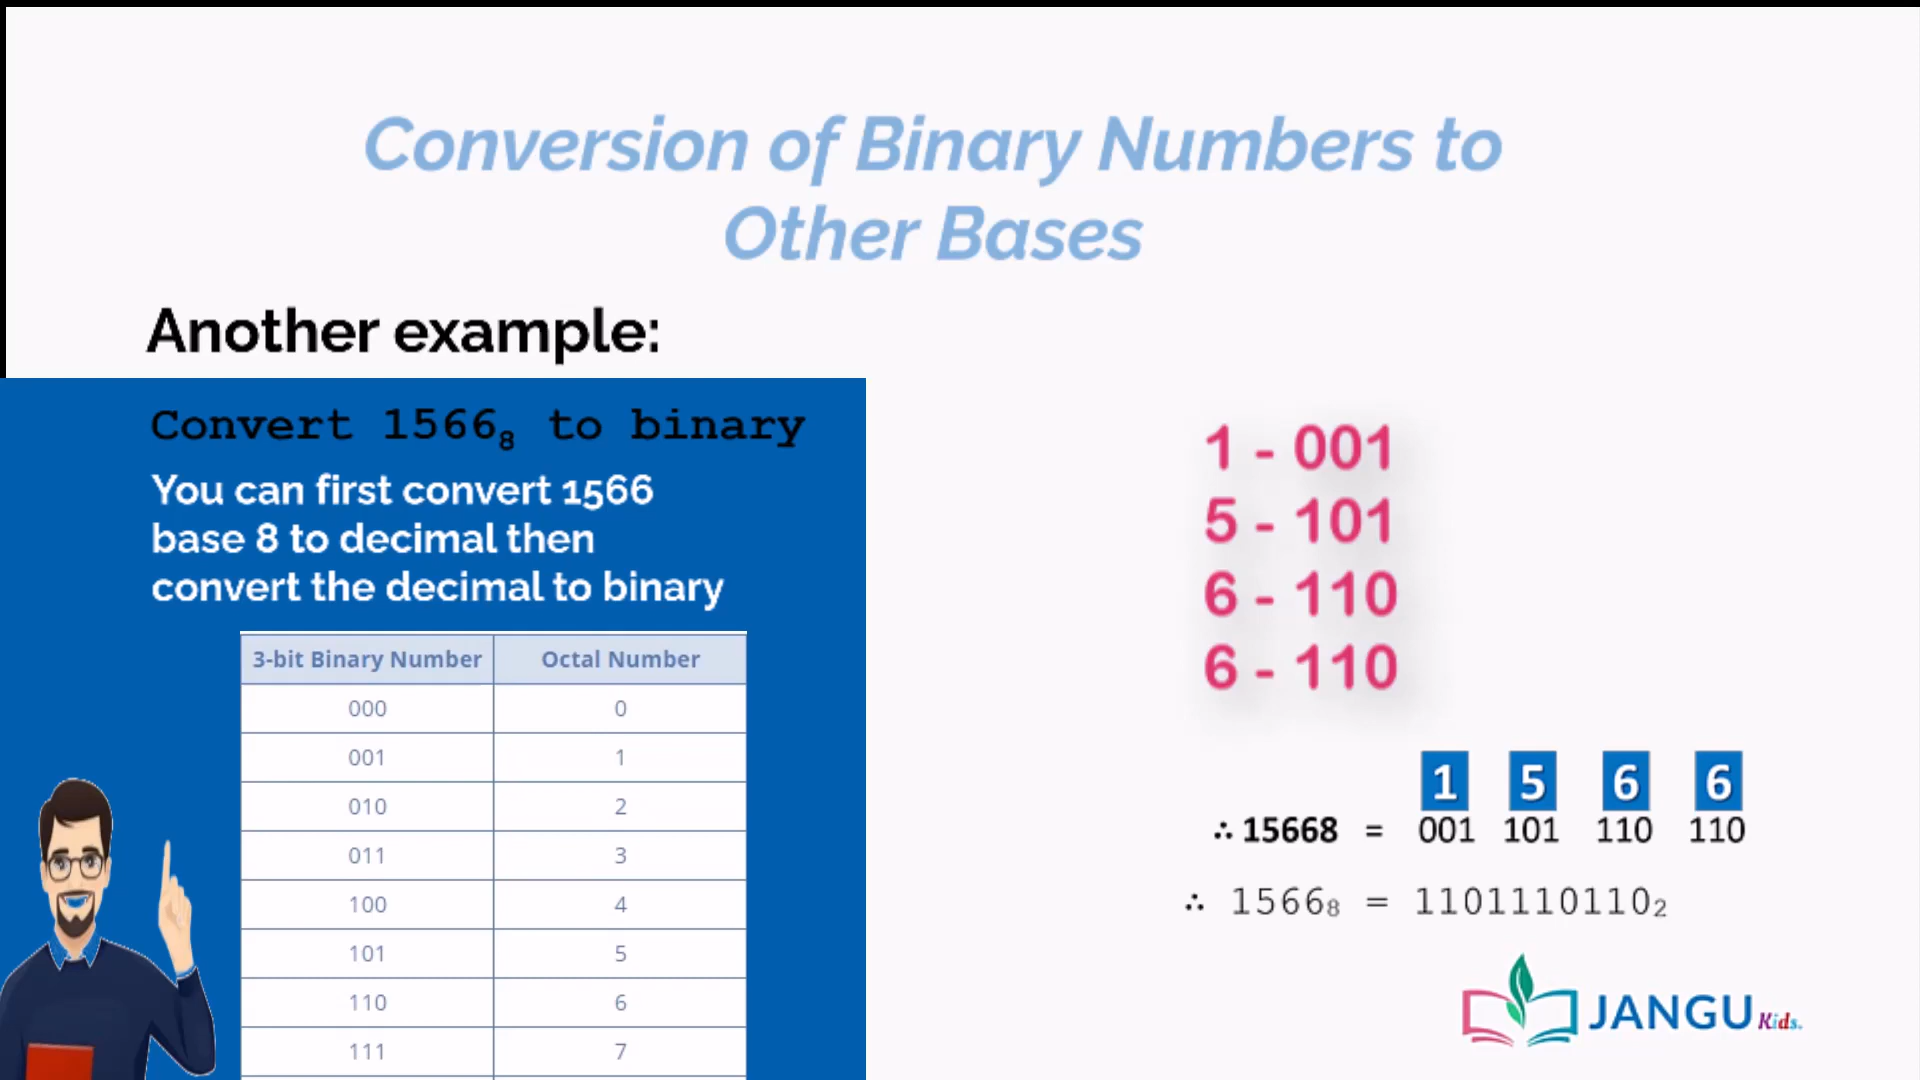 Conversion of Binary Numbers to
Other Bases
Another example:
Convert 1566₈ to binary
You can first convert 1566
base 8 to decimal then
convert the decimal to binary
3-bit Binary Number Octal Number
000 0
001 1
010 2
011 3
100 4
101 5
110 6
111 7
1 - 001
5 - 101
6 - 110
6 - 110
1 5 6 6
∴ 15668 = 001 101 110 110
∴ 1566₈ = 1101110110₂
JANGU Kids.